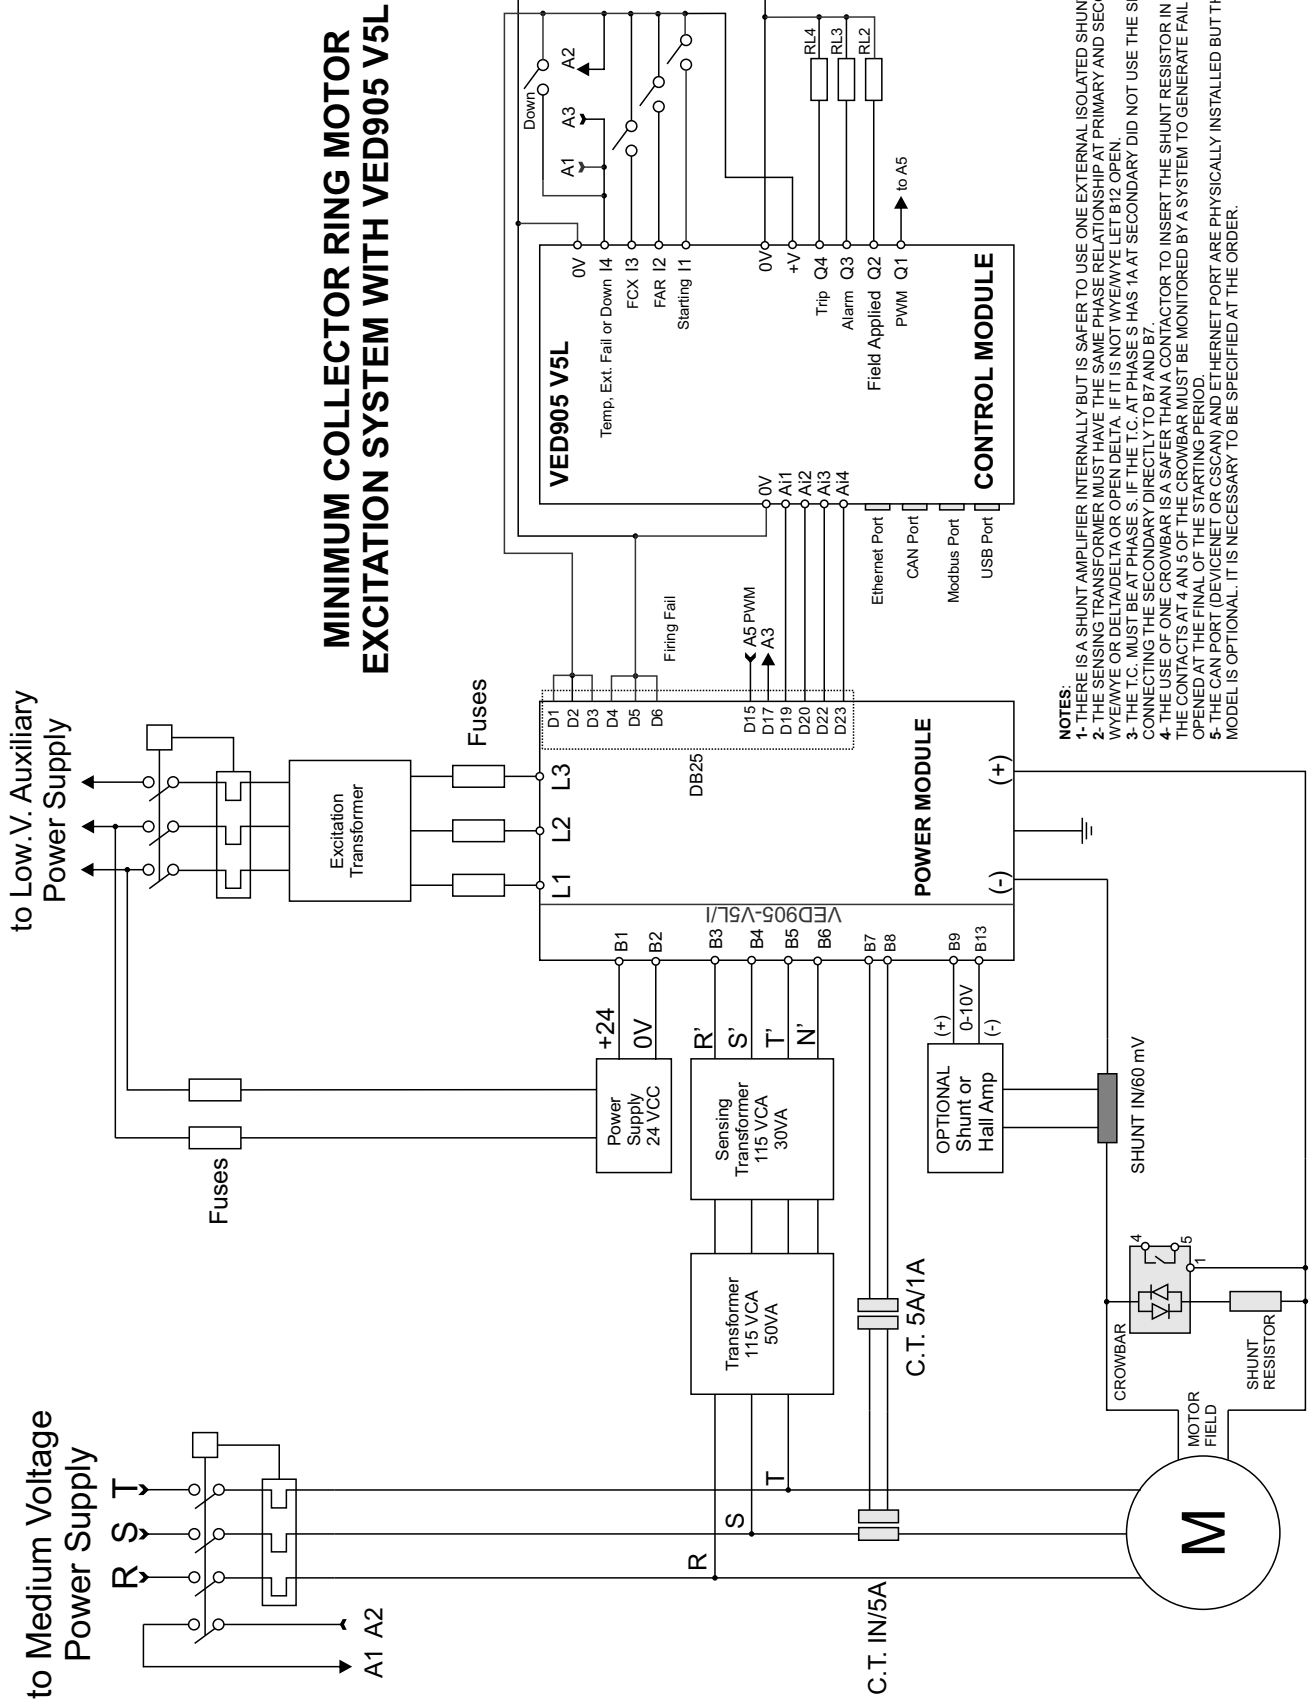 MINIMUM COLLECTOR RING MOTOR
EXCITATION SYSTEM WITH VED905 V5L
to Medium Voltage
Power Supply
R S T
A1 A2
to Low.V. Auxiliary
Power Supply
Fuses
Excitation
Transformer
Fuses
L1 L2 L3
Power
Supply
24 VCC
+24
0V
B1
B2
Transformer
115 VCA
50VA
Sensing
Transformer
115 VCA
30VA
R
S
T
R'
S'
T'
N'
B3
B4
B5
B6
VED905-V5L/I
C.T. IN/5A
C.T. 5A/1A
B7
B8
OPTIONAL
Shunt or
Hall Amp
(+)
0-10V
(-)
B9
B13
SHUNT IN/60 mV
POWER MODULE
(-)
(+)
DB25
D1
D2
D3
D4
D5
D6
D15
D17
D19
D20
D22
D23
Firing Fail
A5 PWM
A3
M
MOTOR
FIELD
CROWBAR
4
5
1
SHUNT
RESISTOR
VED905 V5L
CONTROL MODULE
0V
Ai1
Ai2
Ai3
Ai4
Ethernet Port
CAN Port
Modbus Port
USB Port
0V
Temp, Ext. Fail or Down I4
FCX I3
FAR I2
Starting I1
0V
+V
Trip Q4
Alarm Q3
Field Applied Q2
PWM Q1
to A5
Down
A1
A3
A2
RL4
RL3
RL2
NOTES:
1- THERE IS A SHUNT AMPLIFIER INTERNALLY BUT IS SAFER TO USE ONE EXTERNAL ISOLATED SHUNT
2- THE SENSING TRANSFORMER MUST HAVE THE SAME PHASE RELATIONSHIP AT PRIMARY AND
WYE/WYE OR DELTA/DELTA OR OPEN DELTA. IF IT IS NOT WYE/WYE LET B12 OPEN.
3- THE T.C. MUST BE AT PHASE S. IF THE T.C. AT PHASE S HAS 1A AT SECONDARY DID NOT USE THE
CONNECTING THE SECONDARY DIRECTLY TO B7 AND B7.
4- THE USE OF ONE CROWBAR IS A SAFER THAN A CONTACTOR TO INSERT THE SHUNT RESISTOR IN
THE CONTACTS AT 4 AN 5 OF THE CROWBAR MUST BE MONITORED BY A SYSTEM TO GENERATE FAIL
OPENED AT THE FINAL OF THE STARTING PERIOD.
5- THE CAN PORT (DEVICENET OR CSCAN) AND ETHERNET PORT ARE PHYSICALLY INSTALLED BUT
MODEL IS OPTIONAL. IT IS NECESSARY TO BE SPECIFIED AT THE ORDER.